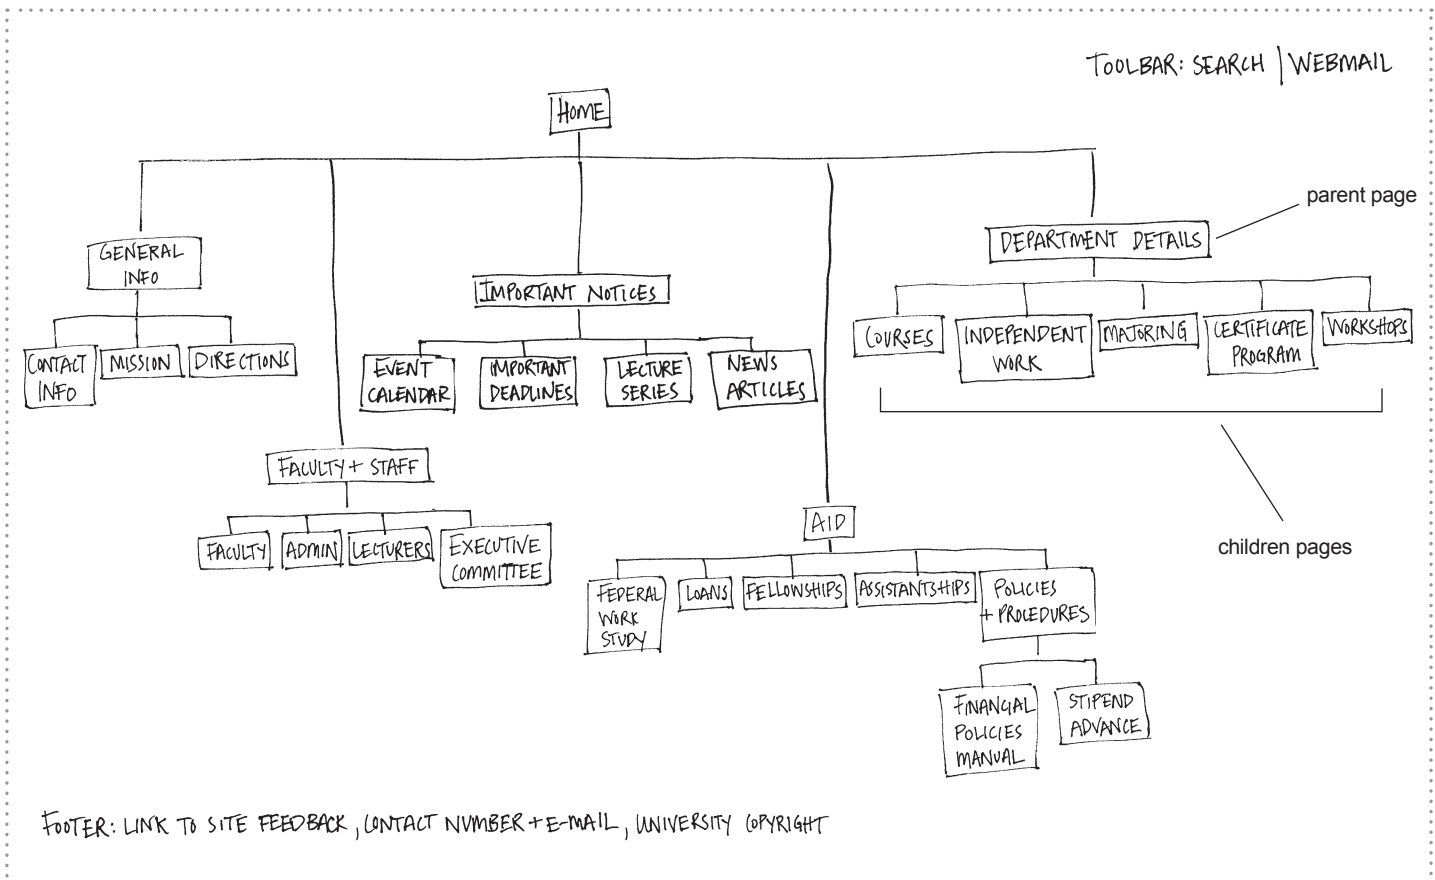 TOOLBAR: SEARCH | WEBMAIL
HOME
parent page
DEPARTMENT DETAILS
GENERAL
INFO
IMPORTANT NOTICES
COURSES
INDEPENDENT
WORK
MAJORING
CERTIFICATE
PROGRAM
WORKSHOPS
CONTACT
INFO
MISSION
DIRECTIONS
EVENT
CALENDAR
IMPORTANT
DEADLINES
LECTURE
SERIES
NEWS
ARTICLES
FACULTY + STAFF
FACULTY
ADMIN
LECTURERS
EXECUTIVE
COMMITTEE
AID
children pages
FEDERAL
WORK
STUDY
LOANS
FELLOWSHIPS
ASSISTANTSHIPS
POLICIES
+ PROCEDURES
FINANCIAL
POLICIES
MANUAL
STIPEND
ADVANCE
FOOTER: LINK TO SITE FEEDBACK, CONTACT NUMBER + E-MAIL, UNIVERSITY COPYRIGHT